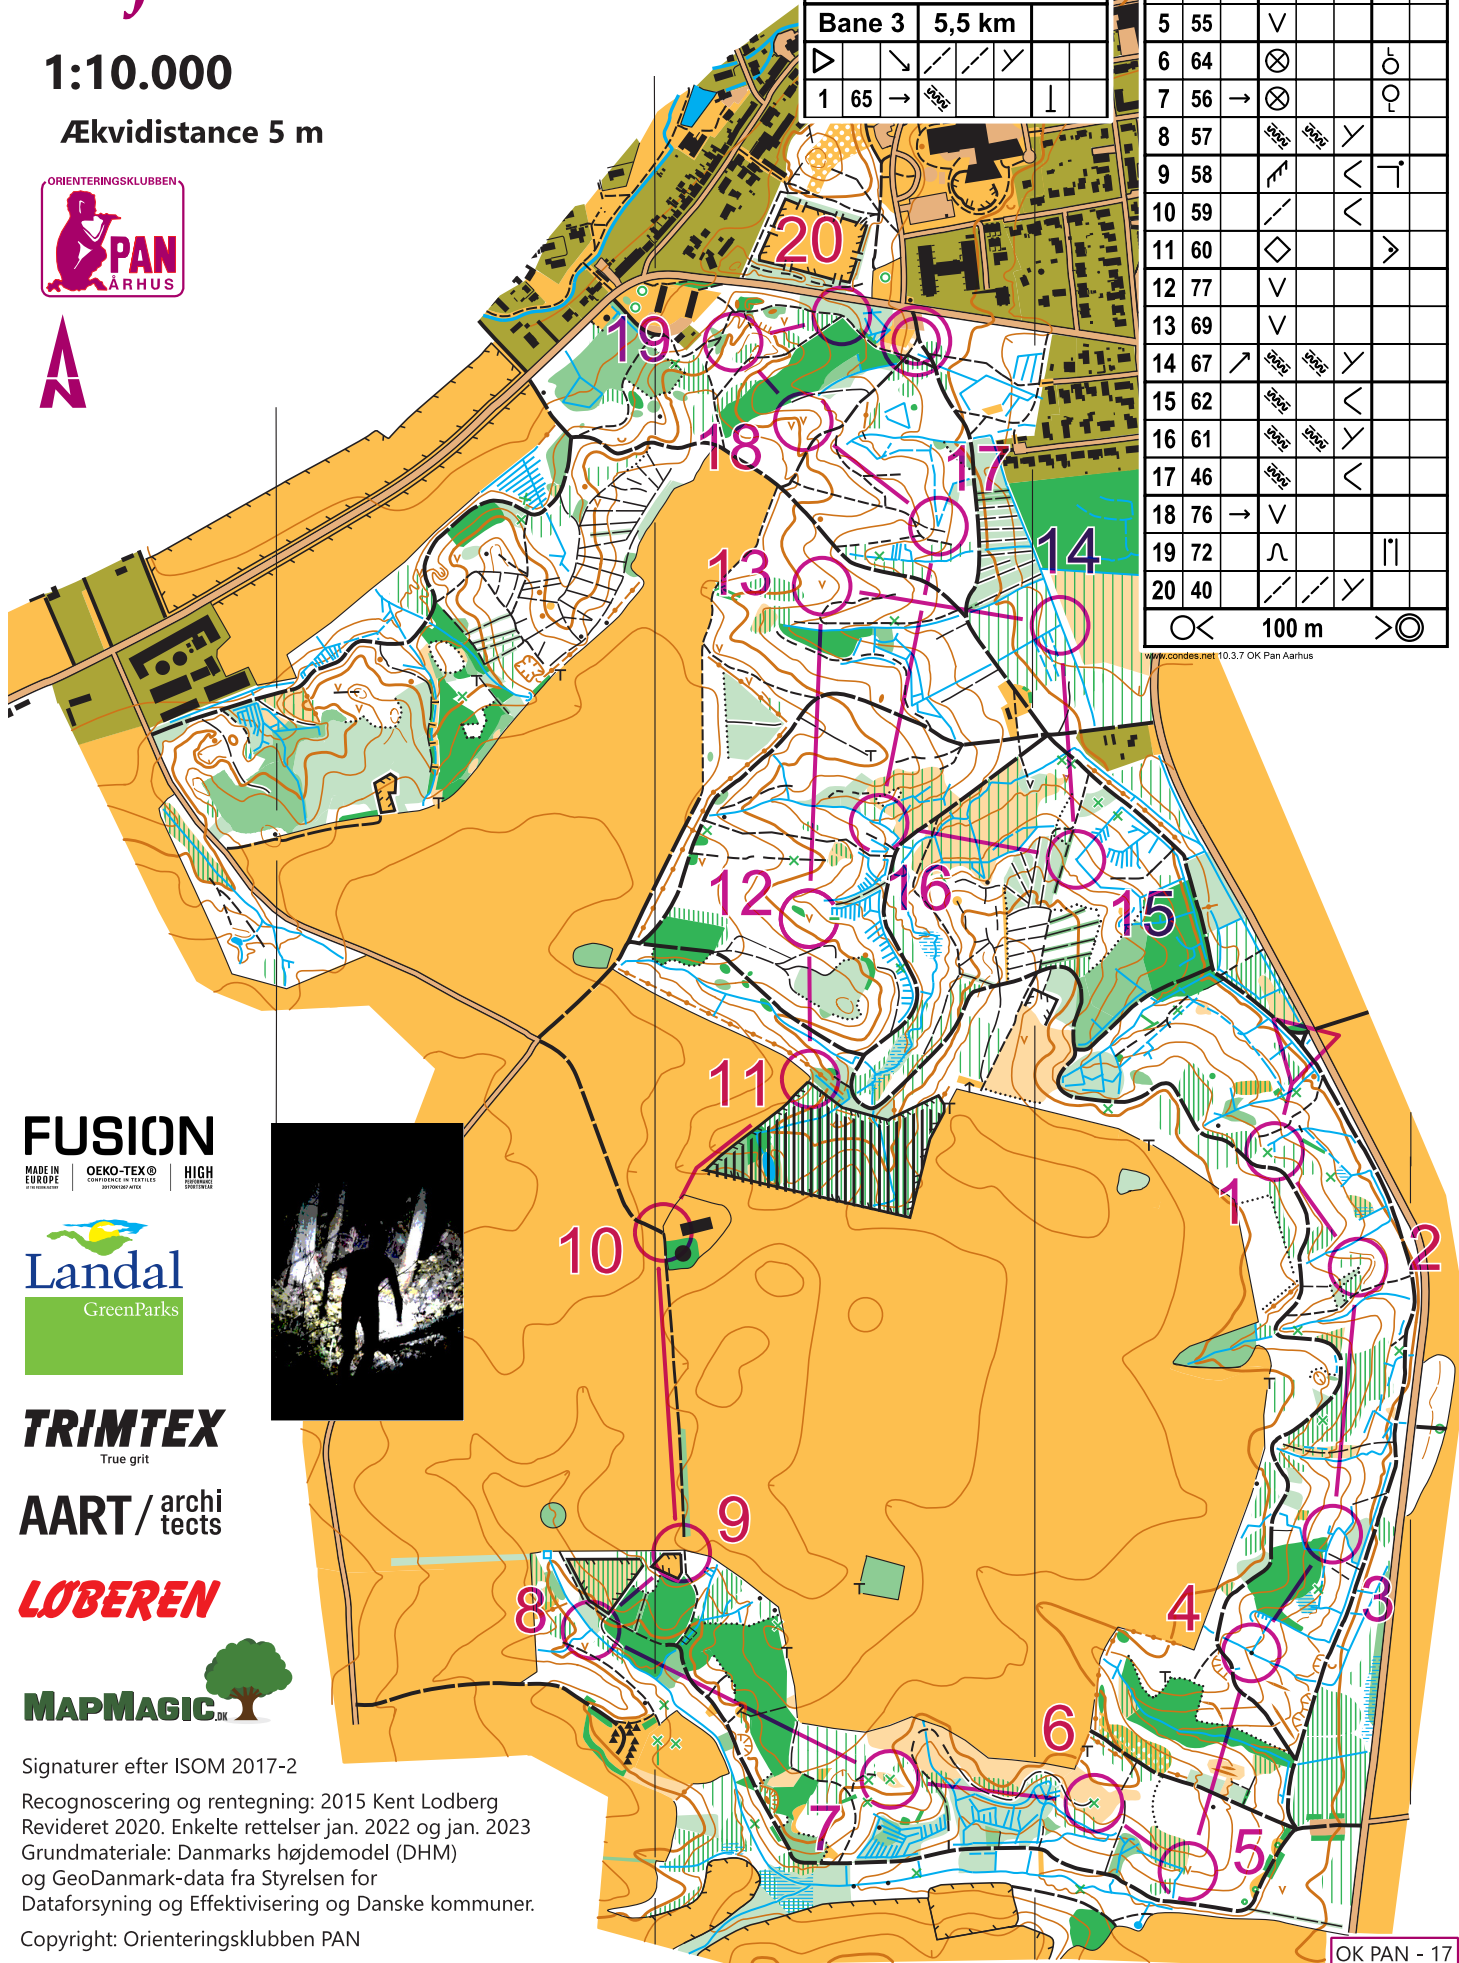 1:10.000
Ækvidistance 5 m
ORIENTERINGSKLUBBEN
PAN
ÅRHUS
N
Bane 3 5,5 km
1 65
5 55
6 64
7 56
8 57
9 58
10 59
11 60
12 77
13 69
14 67
15 62
16 61
17 46
18 76
19 72
20 40
100 m
www.condes.net 10.3.7 OK Pan Aarhus
20
19
18
17
14
13
12
16
15
11
1
10
2
9
8
4
3
6
7
5
FUSION
MADE IN EUROPE
OEKO-TEX®
CONFIDENCE IN TEXTILES
HIGH PERFORMANCE SPORTSWEAR
Landal
GreenParks
TRIMTEX
True grit
AART / archi
tects
LØBEREN
MAPMAGIC.DK
Signaturer efter ISOM 2017-2
Recognoscering og rentegning: 2015 Kent Lodberg
Revideret 2020. Enkelte rettelser jan. 2022 og jan. 2023
Grundmateriale: Danmarks højdemodel (DHM)
og GeoDanmark-data fra Styrelsen for
Dataforsyning og Effektivisering og Danske kommuner.
Copyright: Orienteringsklubben PAN
OK PAN - 17